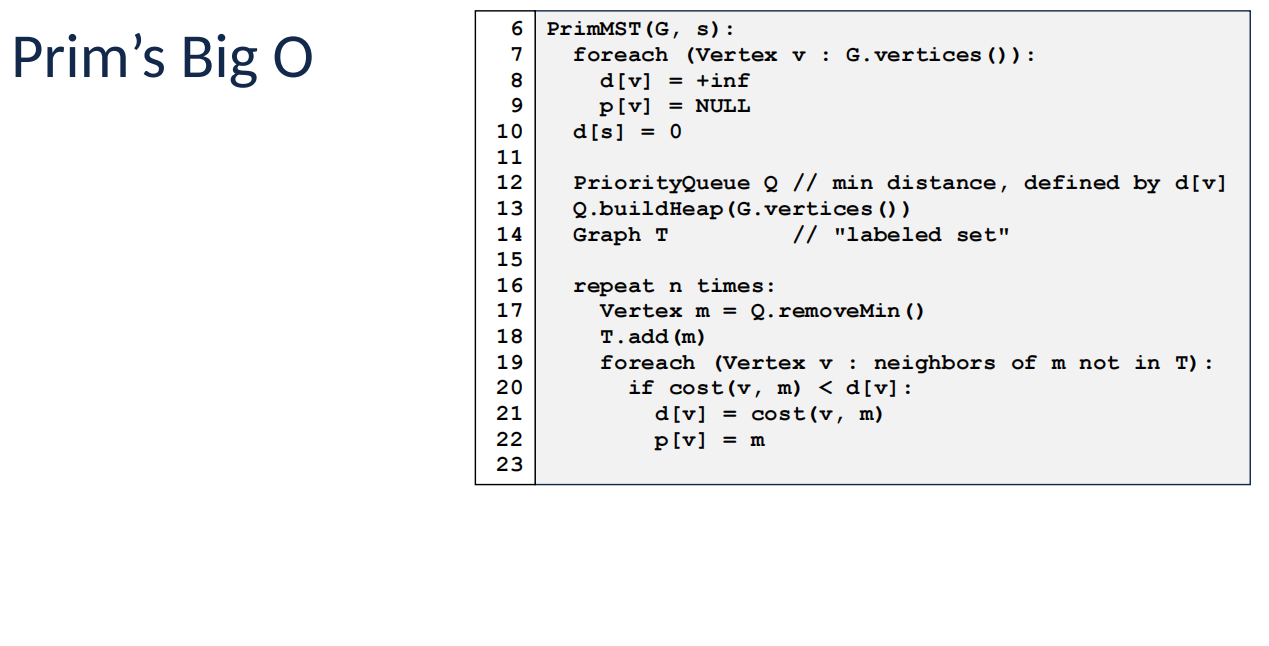 Prim’s Big O
6 PrimMST(G, s):
7   foreach (Vertex v : G.vertices()):
8     d[v] = +inf
9     p[v] = NULL
10   d[s] = 0
11
12   PriorityQueue Q // min distance, defined by d[v]
13   Q.buildHeap(G.vertices())
14   Graph T         // "labeled set"
15
16   repeat n times:
17     Vertex m = Q.removeMin()
18     T.add(m)
19     foreach (Vertex v : neighbors of m not in T):
20       if cost(v, m) < d[v]:
21         d[v] = cost(v, m)
22         p[v] = m
23